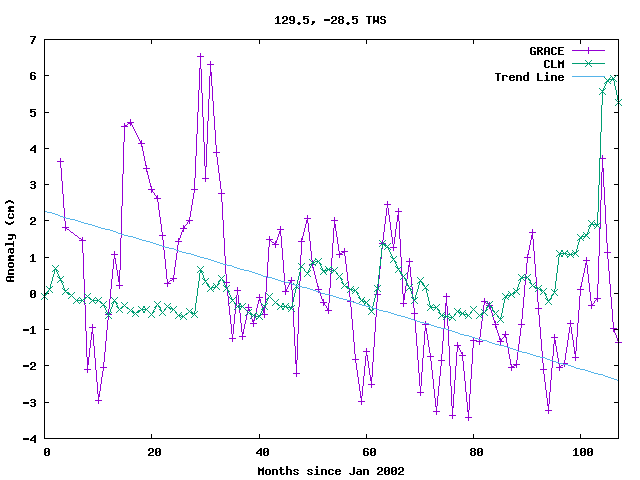 129.5, -28.5 TWS
GRACE
CLM
Trend Line
7
6
5
4
3
2
1
0
-1
-2
-3
-4
Anomaly (cm)
0 20 40 60 80 100
Months since Jan 2002